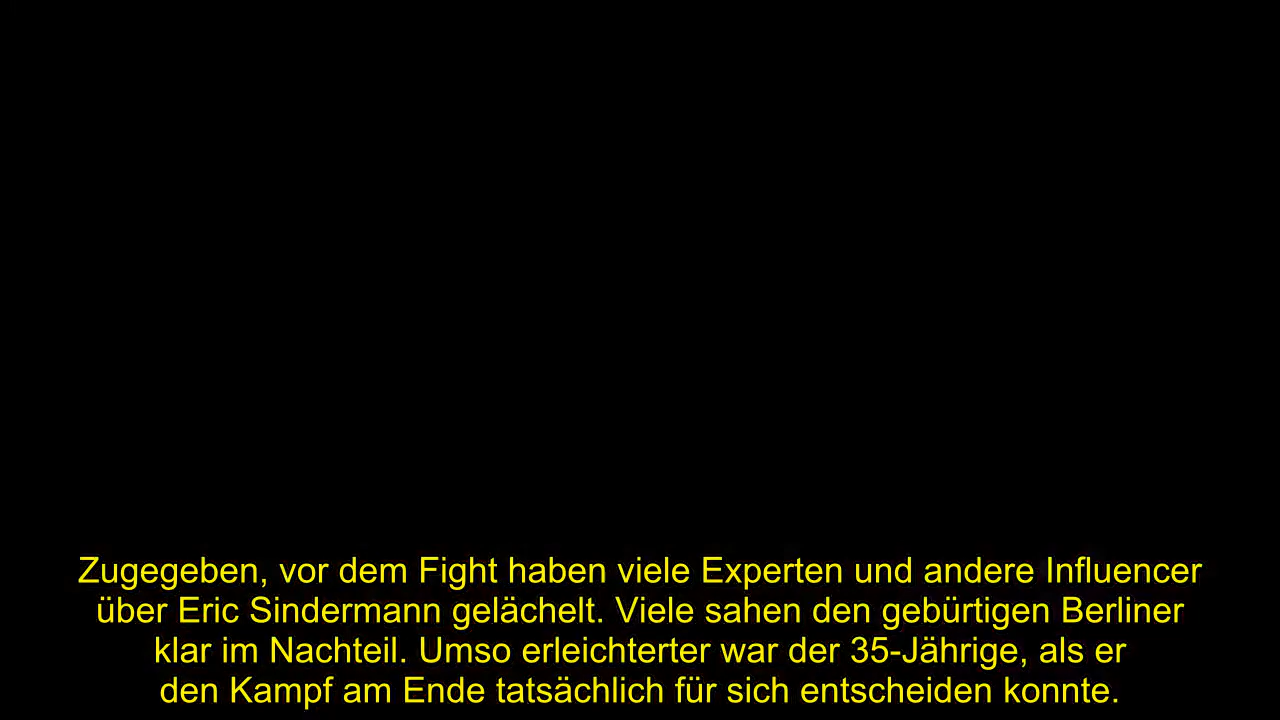 Zugegeben, vor dem Fight haben viele Experten und andere Influencer
über Eric Sindermann gelächelt. Viele sahen den gebürtigen Berliner
klar im Nachteil. Umso erleichterter war der 35-Jährige, als er
den Kampf am Ende tatsächlich für sich entscheiden konnte.